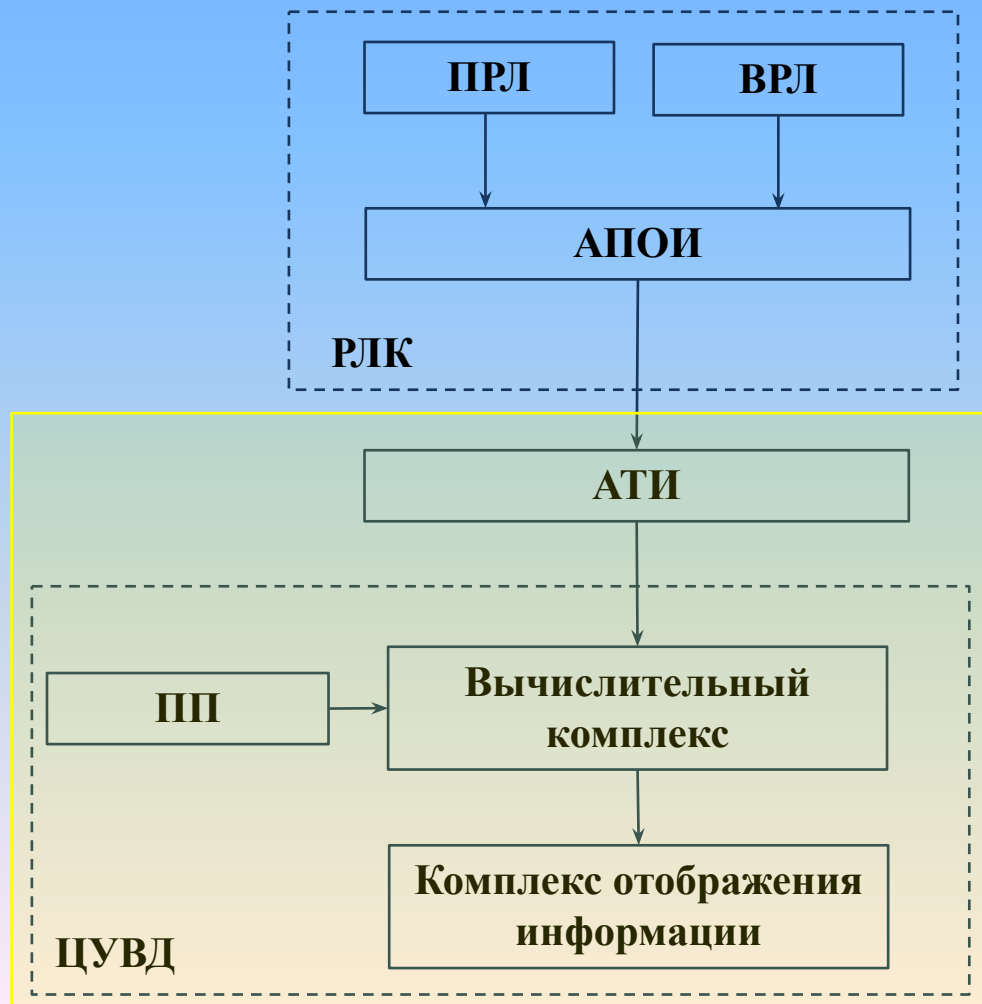 ПРЛ
ВРЛ
АПОИ
РЛК
АТИ
ПП
Вычислительный
комплекс
Комплекс отображения
информации
ЦУВД